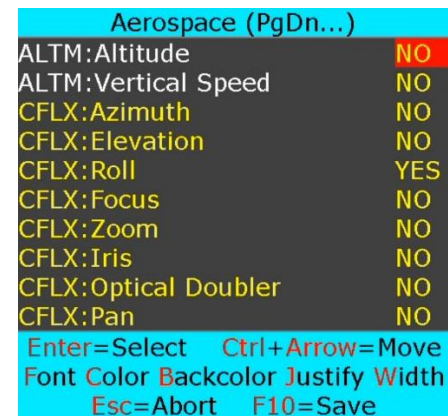 Aerospace (PgDn...)
ALTM:Altitude NO
ALTM:Vertical Speed NO
CFLX:Azimuth NO
CFLX:Elevation NO
CFLX:Roll YES
CFLX:Focus NO
CFLX:Zoom NO
CFLX:Iris NO
CFLX:Optical Doubler NO
CFLX:Pan NO
Enter=Select Ctrl+Arrow=Move
Font Color Backcolor Justify Width
Esc=Abort F10=Save